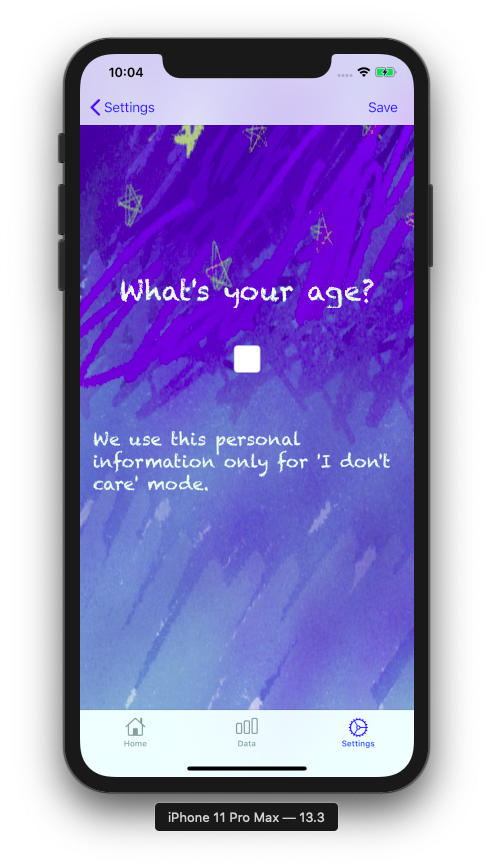 10:04
Settings
Save
What's your age?
We use this personal
information only for 'I don't
care' mode.
Home
Data
Settings
iPhone 11 Pro Max — 13.3